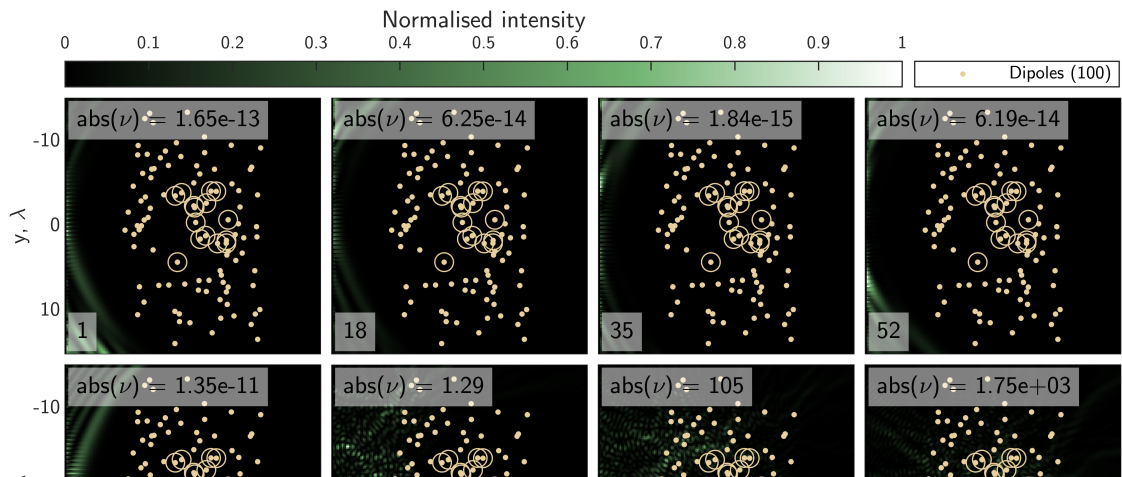 Normalised intensity
0 0.1 0.2 0.3 0.4 0.5 0.6 0.7 0.8 0.9 1
Dipoles (100)
abs(ν) = 1.65e-13 abs(ν) = 6.25e-14 abs(ν) = 1.84e-15 abs(ν) = 6.19e-14
-10
0
10
y, λ
1 18 35 52
abs(ν) = 1.35e-11 abs(ν) = 1.29 abs(ν) = 105 abs(ν) = 1.75e+03
-10